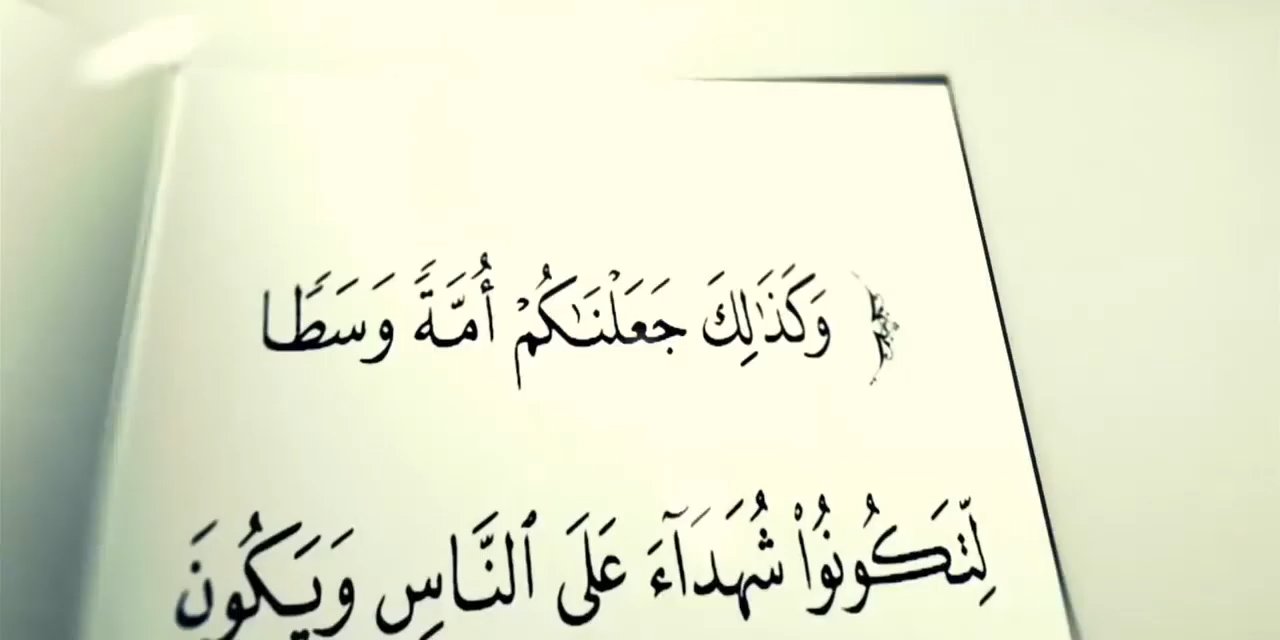 ﴿ وَكَذَٰلِكَ جَعَلْنَـٰكُمْ أُمَّةً وَسَطًا
لِّتَكُونُوا۟ شُهَدَآءَ عَلَى ٱلنَّاسِ وَيَكُونَ